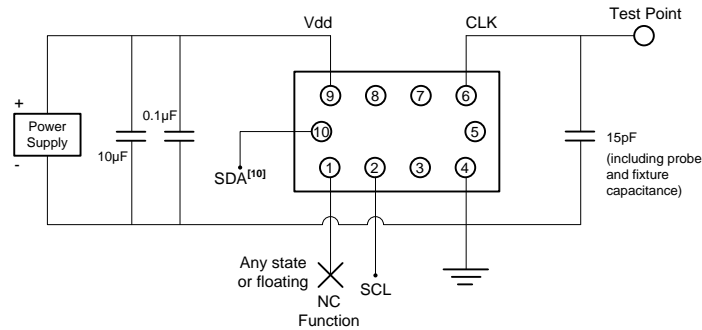 Test Point
Vdd
CLK
9
8
7
6
+
Power
Supply
-
10µF
0.1µF
10
5
15pF
(including probe
and fixture
capacitance)
SDA[10]
1
2
3
4
Any state
or floating
NC
Function
SCL